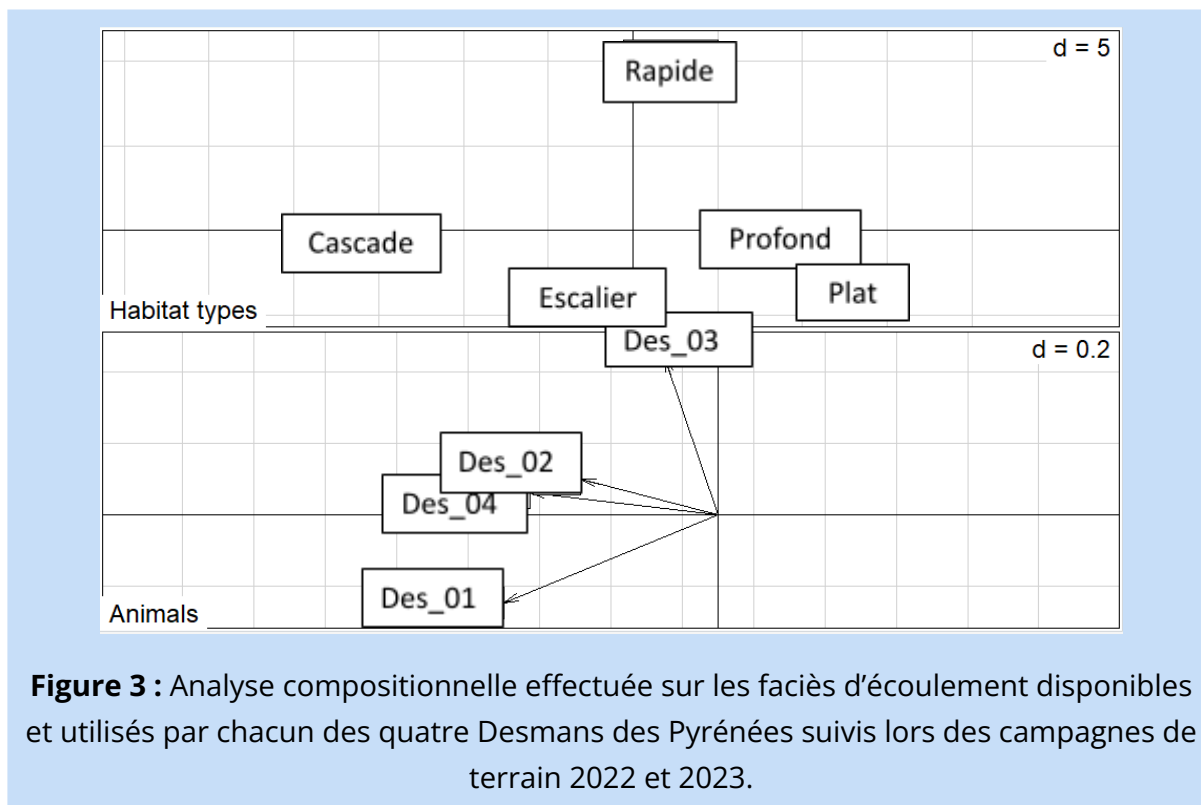 d = 5
Rapide
Cascade
Profond
Escalier
Plat
Habitat types
Des_03
d = 0.2
Des_02
Des_04
Des_01
Animals
Figure 3 : Analyse compositionnelle effectuée sur les faciès d’écoulement disponibles
et utilisés par chacun des quatre Desmans des Pyrénées suivis lors des campagnes de
terrain 2022 et 2023.